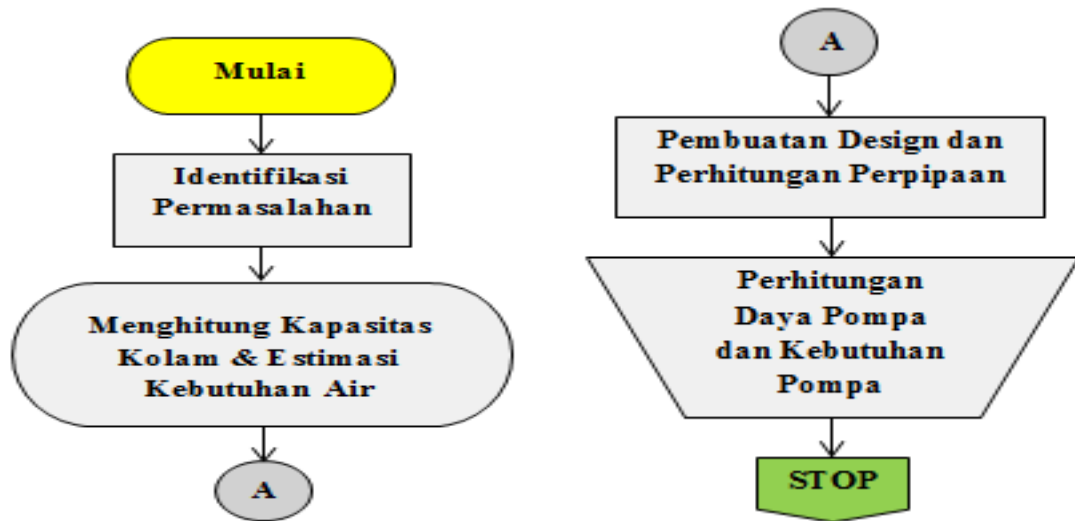 Mulai
Identifikasi
Permasalahan
Menghitung Kapasitas
Kolam & Estimasi
Kebutuhan Air
A
A
Pembuatan Design dan
Perhitungan Perpipaan
Perhitungan
Daya Pompa
dan Kebutuhan
Pompa
STOP